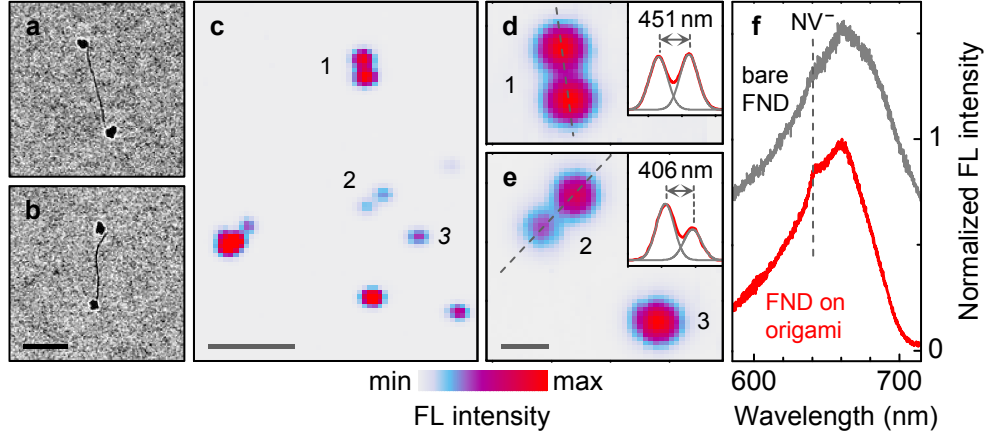 a
b
c
1
2
3
d
1
451 nm
e
406 nm
2
3
f
NV⁻
bare
FND
FND on
origami
1
0
Normalized FL intensity
600
700
Wavelength (nm)
min
max
FL intensity